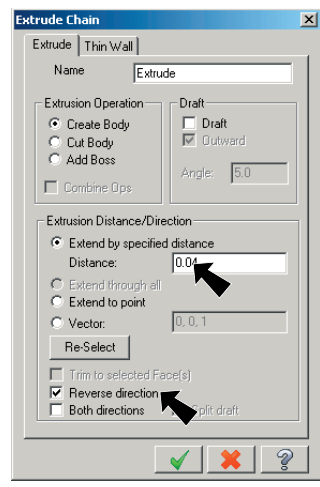 Extrude Chain
Extrude Thin Wall
Name Extrude
Extrusion Operation Draft
Create Body Draft
Cut Body Outward
Add Boss
Angle: 5.0
Combine Ops
Extrusion Distance/Direction
Extend by specified distance
Distance: 0.04
Extend through all
Extend to point
Vector: 0, 0, 1
Re-Select
Trim to selected Face(s)
Reverse direction
Both directions Split draft